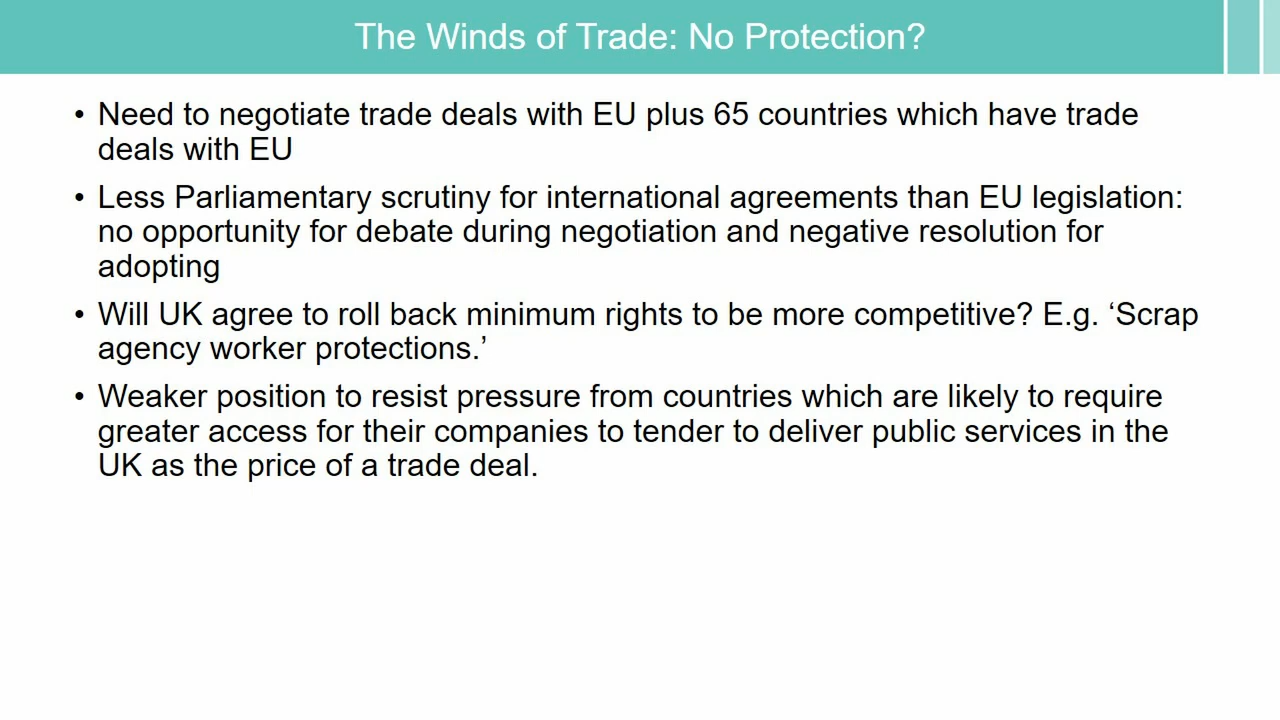 The Winds of Trade: No Protection?
• Need to negotiate trade deals with EU plus 65 countries which have trade
deals with EU
• Less Parliamentary scrutiny for international agreements than EU legislation:
no opportunity for debate during negotiation and negative resolution for
adopting
• Will UK agree to roll back minimum rights to be more competitive? E.g. ‘Scrap
agency worker protections.’
• Weaker position to resist pressure from countries which are likely to require
greater access for their companies to tender to deliver public services in the
UK as the price of a trade deal.